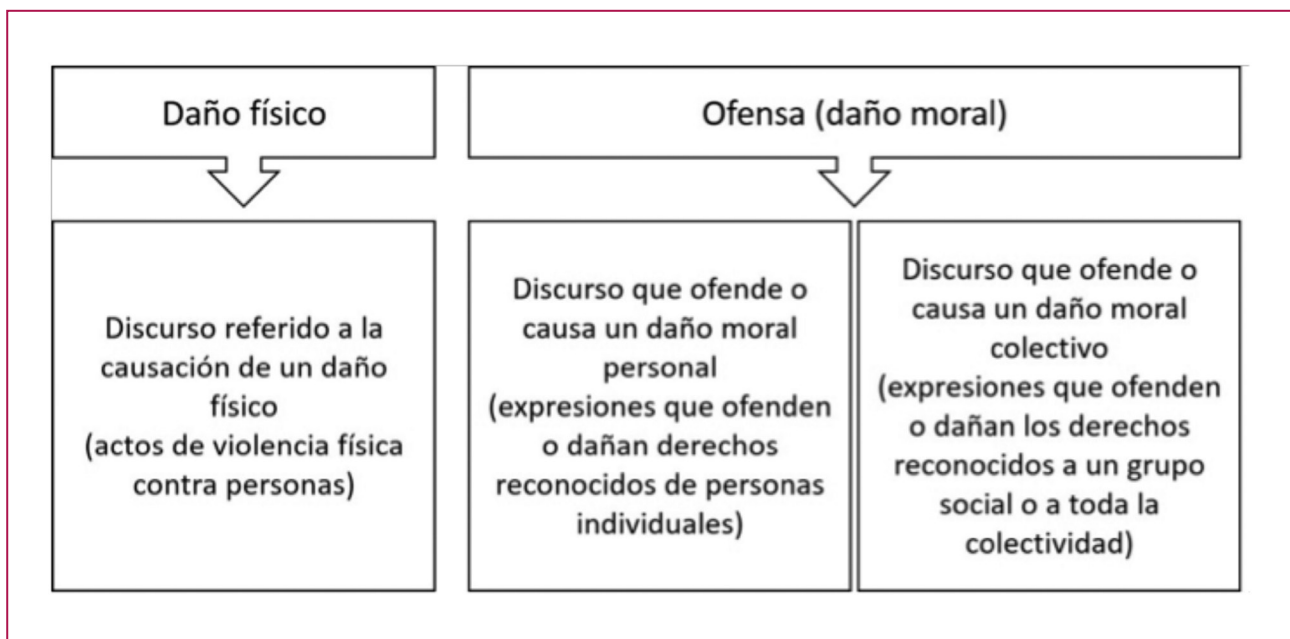 Daño físico
Ofensa (daño moral)
Discurso referido a la
causación de un daño
físico
(actos de violencia física
contra personas)
Discurso que ofende o
causa un daño moral
personal
(expresiones que ofenden
o dañan derechos
reconocidos de personas
individuales)
Discurso que ofende o
causa un daño moral
colectivo
(expresiones que ofenden
o dañan los derechos
reconocidos a un grupo
social o a toda la
colectividad)